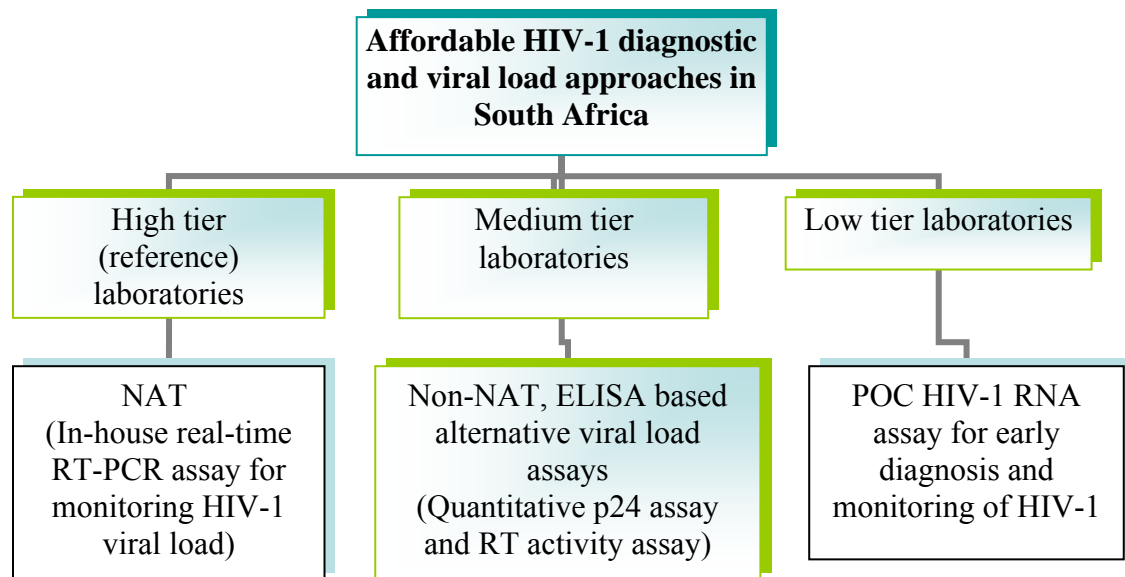 Affordable HIV-1 diagnostic
and viral load approaches in
South Africa
High tier
(reference)
laboratories
Medium tier
laboratories
Low tier laboratories
NAT
(In-house real-time
RT-PCR assay for
monitoring HIV-1
viral load)
Non-NAT, ELISA based
alternative viral load
assays
(Quantitative p24 assay
and RT activity assay)
POC HIV-1 RNA
assay for early
diagnosis and
monitoring of HIV-1